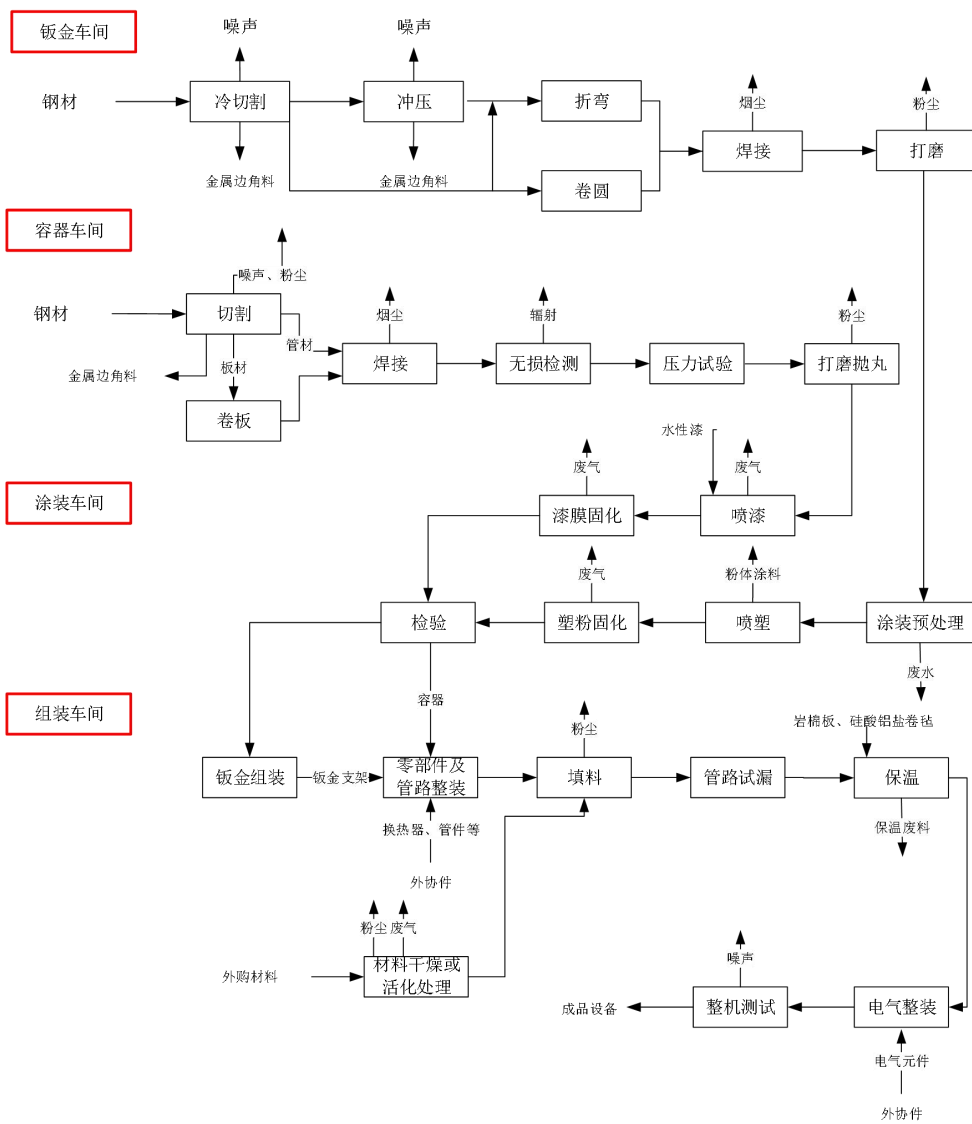 钣金车间
噪声
噪声
钢材
冷切割
冲压
折弯
烟尘
粉尘
焊接
打磨
金属边角料
金属边角料
卷圆
容器车间
噪声、粉尘
钢材
切割
管材
烟尘
辐射
粉尘
焊接
无损检测
压力试验
打磨抛丸
金属边角料
板材
卷板
水性漆
废气
废气
涂装车间
漆膜固化
喷漆
废气
粉体涂料
检验
塑粉固化
喷塑
涂装预处理
废水
容器
组装车间
粉尘
岩棉板、硅酸铝盐卷毡
钣金组装
钣金支架
零部件及
管路整装
填料
管路试漏
保温
换热器、管件等
保温废料
外协件
粉尘
废气
外购材料
材料干燥或
活化处理
噪声
成品设备
整机测试
电气整装
电气元件
外协件